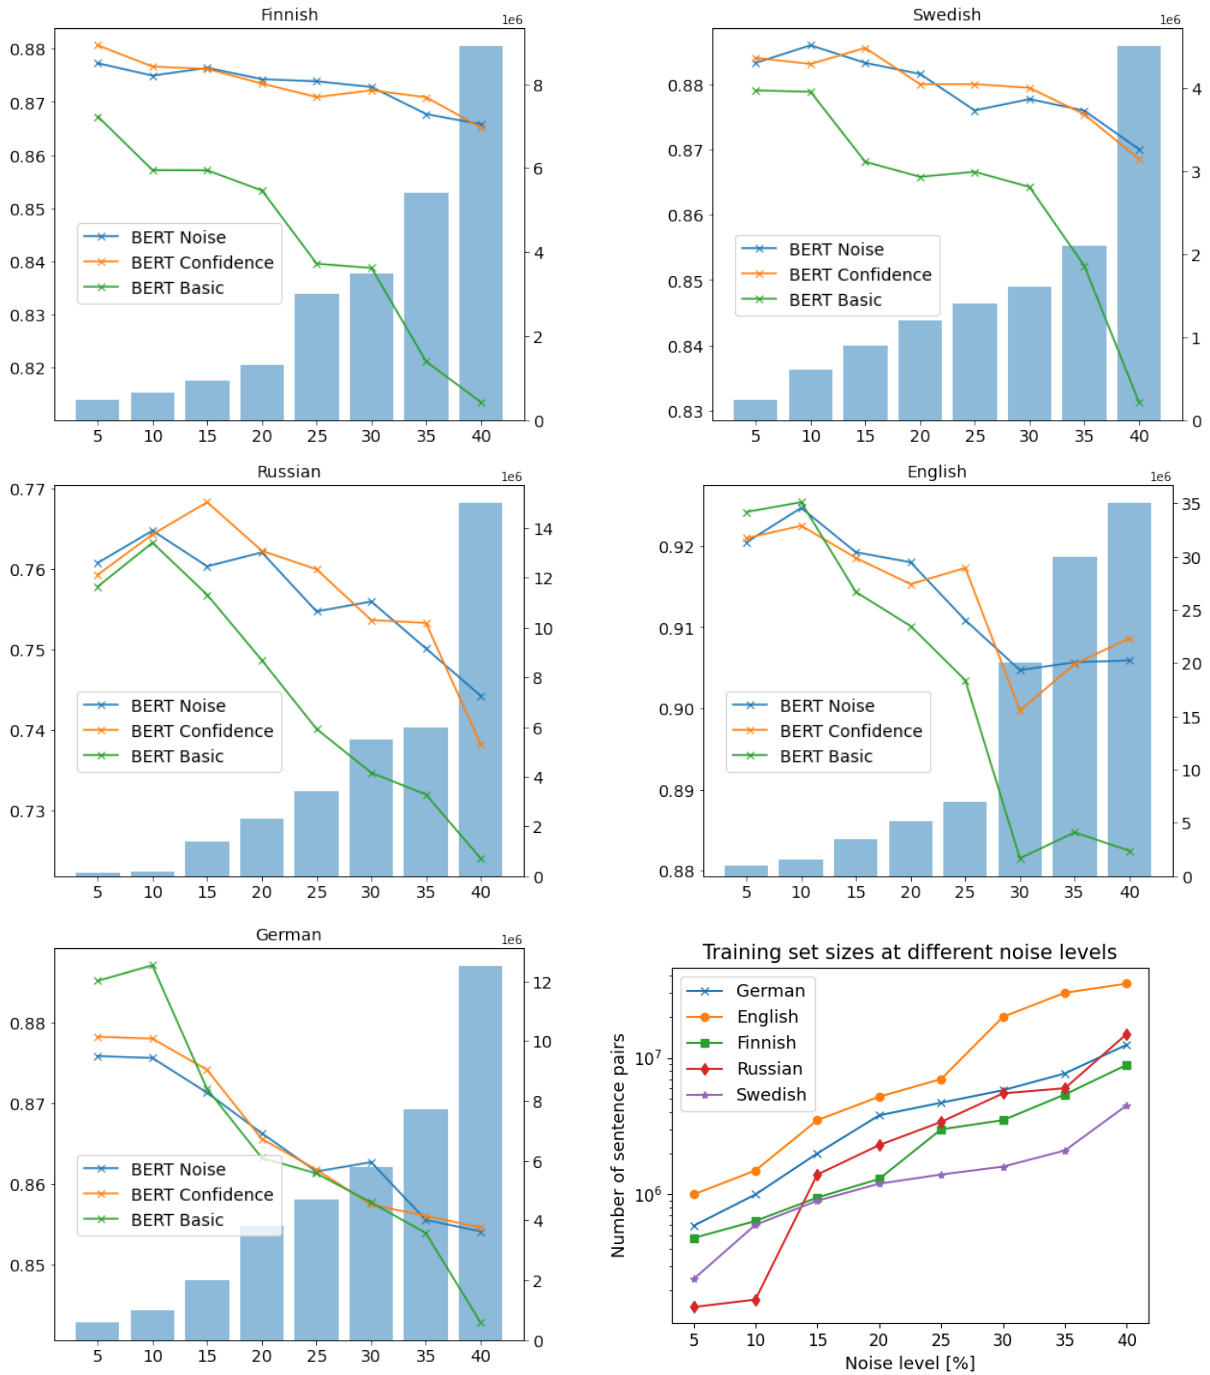 Finnish
1e6
0.88
0.87
0.86
0.85
0.84
0.83
0.82
8
6
4
2
0
BERT Noise
BERT Confidence
BERT Basic
5 10 15 20 25 30 35 40
Swedish
1e6
0.88
0.87
0.86
0.85
0.84
0.83
4
3
2
1
0
BERT Noise
BERT Confidence
BERT Basic
5 10 15 20 25 30 35 40
Russian
1e6
0.77
0.76
0.75
0.74
0.73
14
12
10
8
6
4
2
0
BERT Noise
BERT Confidence
BERT Basic
5 10 15 20 25 30 35 40
English
1e6
0.92
0.91
0.90
0.89
0.88
35
30
25
20
15
10
5
0
BERT Noise
BERT Confidence
BERT Basic
5 10 15 20 25 30 35 40
German
1e6
0.88
0.87
0.86
0.85
12
10
8
6
4
2
0
BERT Noise
BERT Confidence
BERT Basic
5 10 15 20 25 30 35 40
Training set sizes at different noise levels
German
English
Finnish
Russian
Swedish
Number of sentence pairs
10⁷
10⁶
5 10 15 20 25 30 35 40
Noise level [%]